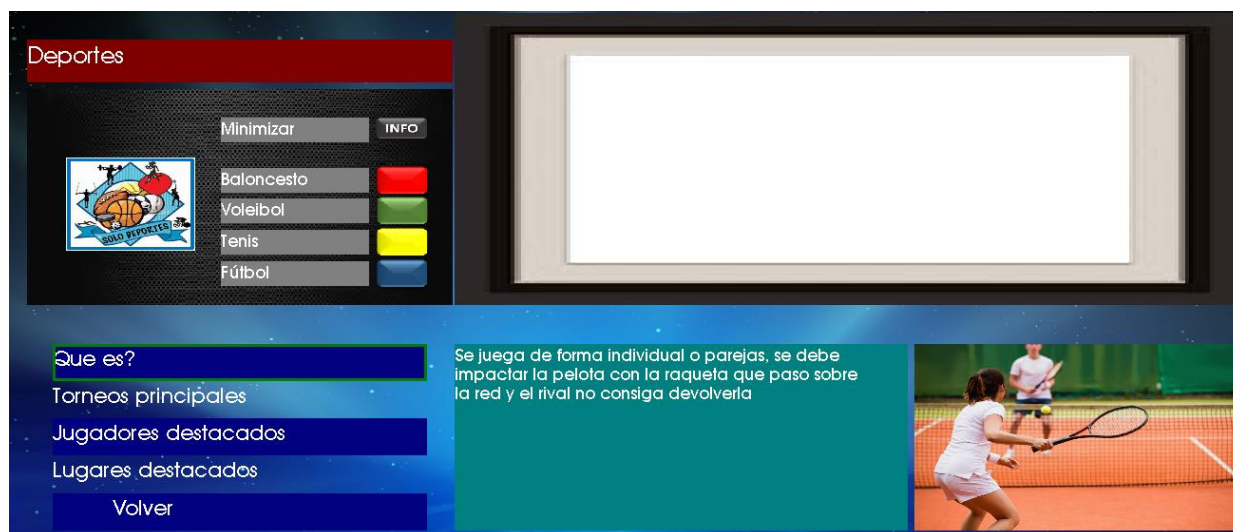 Deportes
Minimizar
INFO
SOLO DEPORTES
Baloncesto
Voleibol
Tenis
Fútbol
Que es?
Torneos principales
Jugadores destacados
Lugares destacados
Volver
Se juega de forma individual o parejas, se debe
impactar la pelota con la raqueta que paso sobre
la red y el rival no consiga devolverla